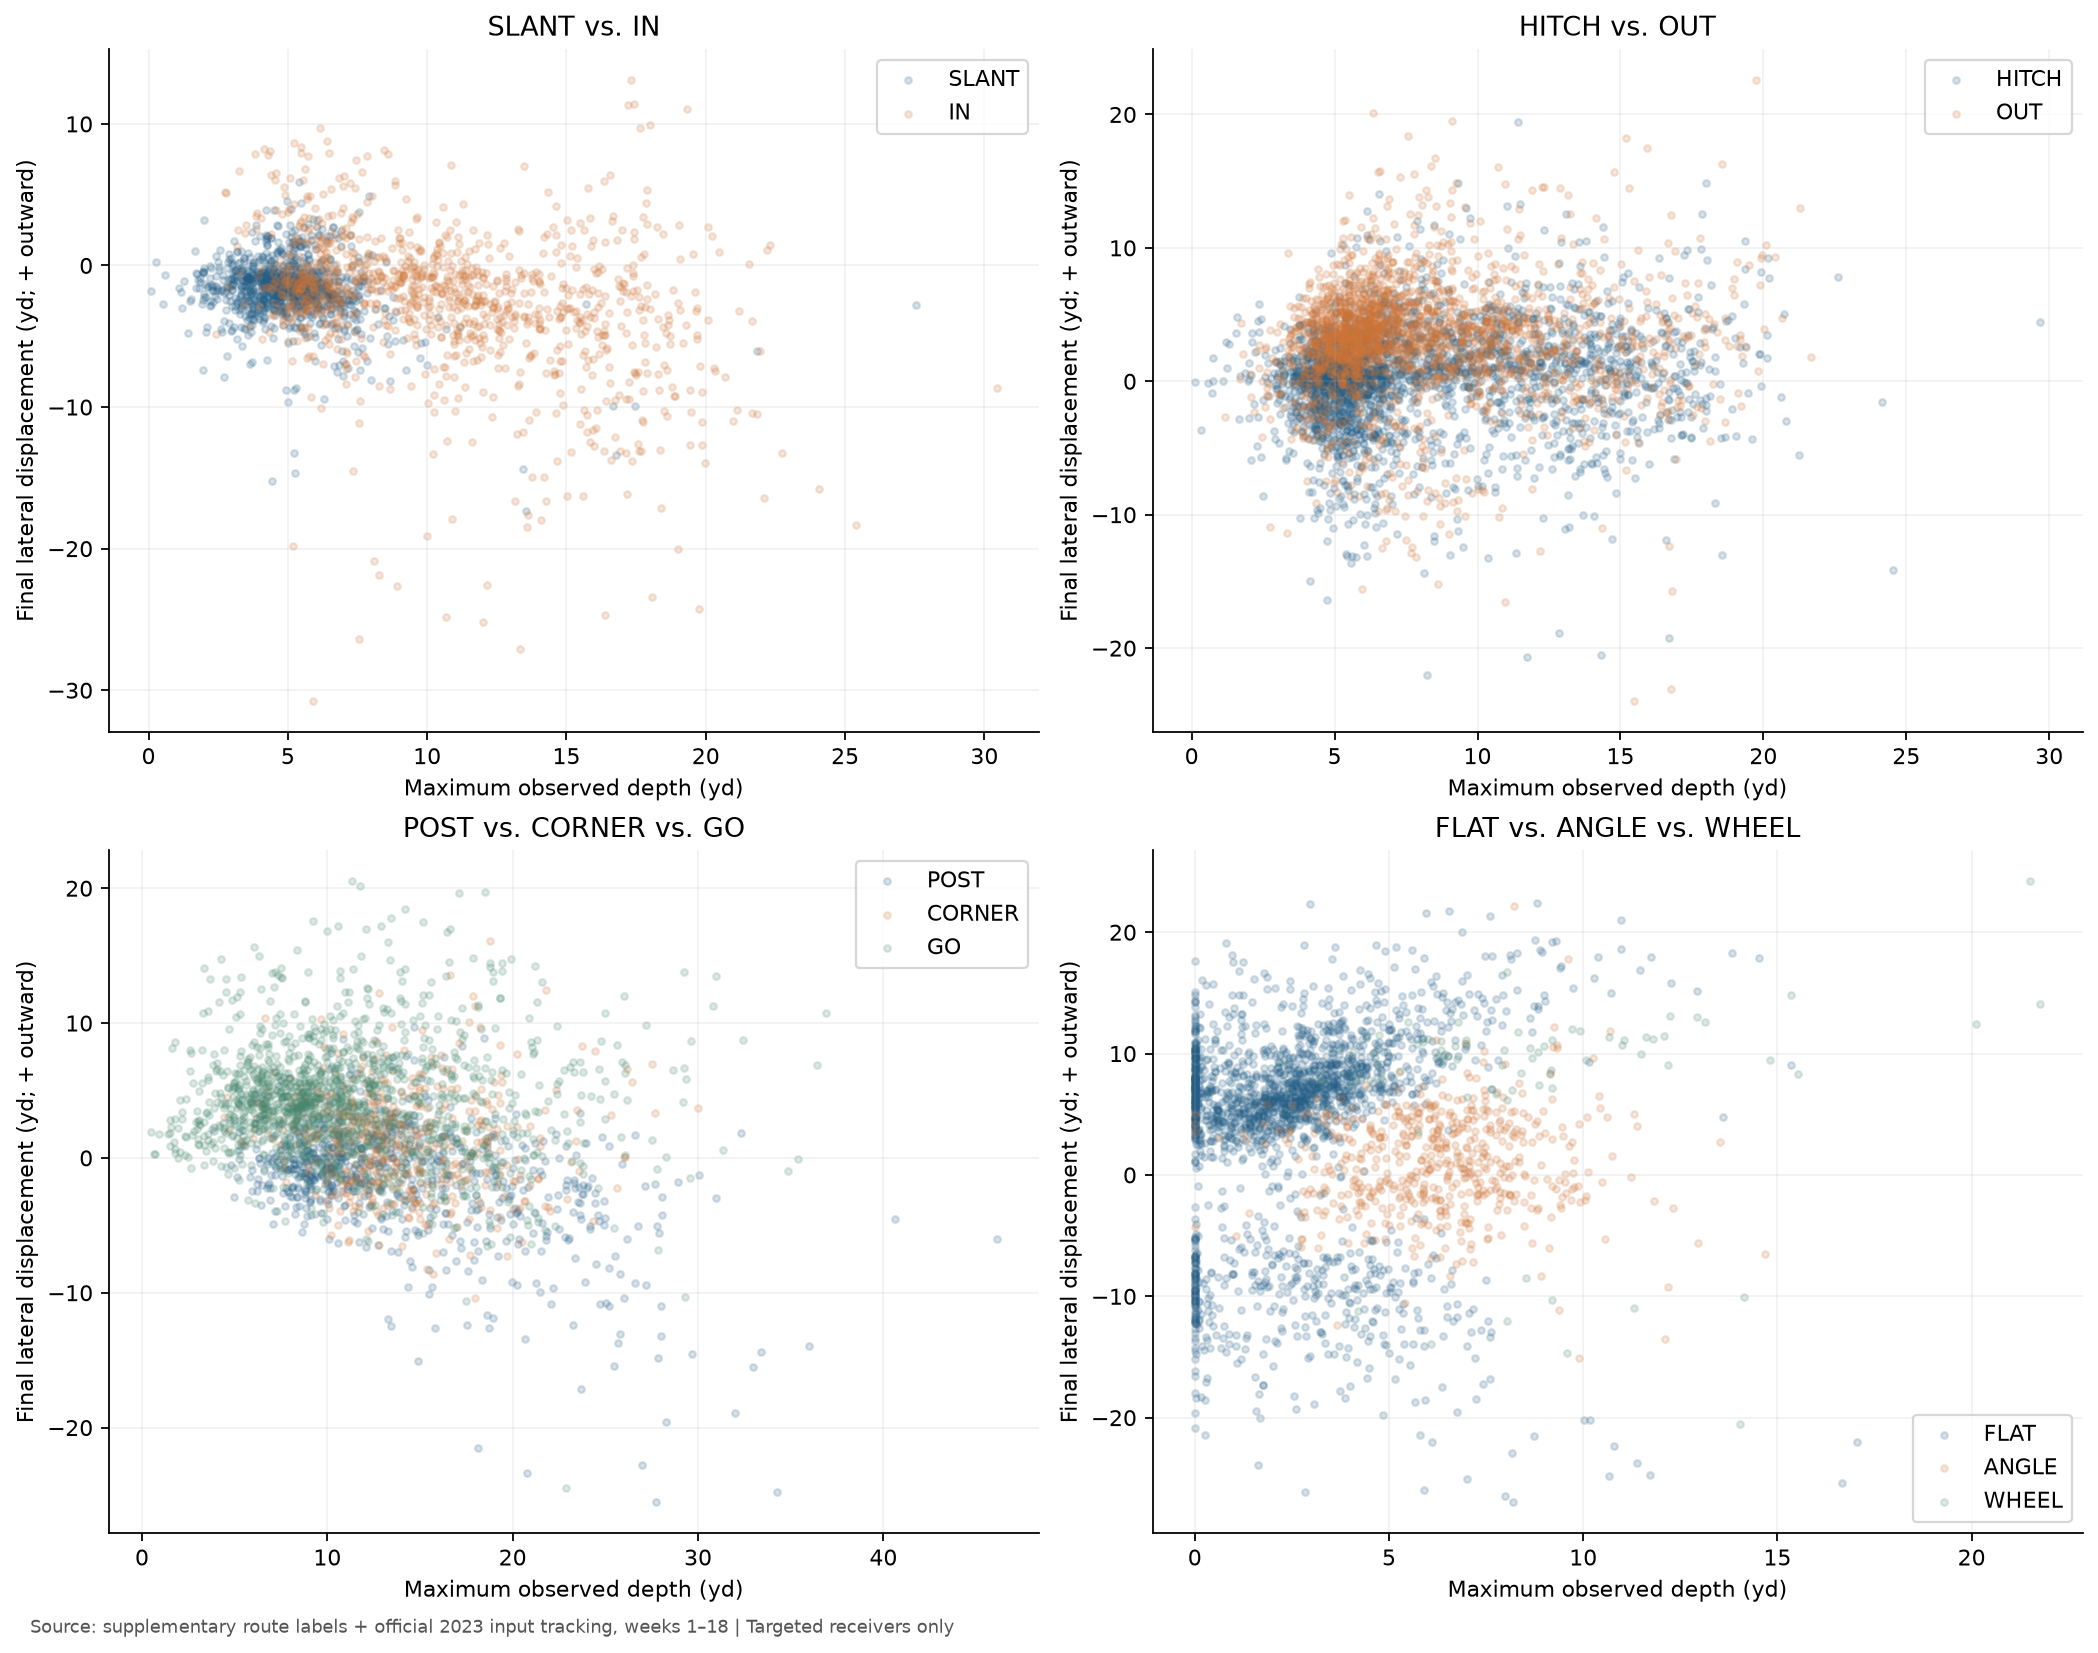 SLANT vs. IN
Final lateral displacement (yd; + outward)
10
0
−10
−20
−30
SLANT
IN
0 5 10 15 20 25 30
Maximum observed depth (yd)
HITCH vs. OUT
Final lateral displacement (yd; + outward)
20
10
0
−10
−20
HITCH
OUT
0 5 10 15 20 25 30
Maximum observed depth (yd)
POST vs. CORNER vs. GO
Final lateral displacement (yd; + outward)
20
10
0
−10
−20
POST
CORNER
GO
0 10 20 30 40
Maximum observed depth (yd)
FLAT vs. ANGLE vs. WHEEL
Final lateral displacement (yd; + outward)
20
10
0
−10
−20
FLAT
ANGLE
WHEEL
0 5 10 15 20
Maximum observed depth (yd)
Source: supplementary route labels + official 2023 input tracking, weeks 1–18 | Targeted receivers only